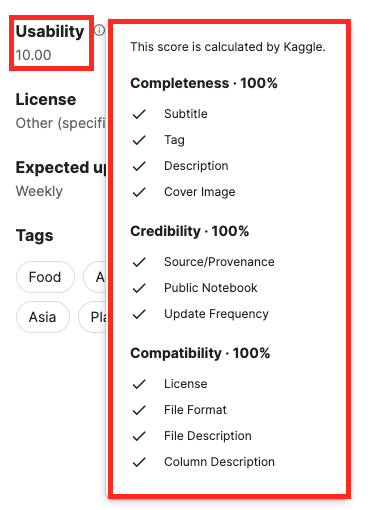 Usability
10.00
License
Other (specifi
Expected
Weekly
Tags
Food
Asia
This score is calculated by Kaggle.
Completeness · 100%
Subtitle
Tag
Description
Cover Image
Credibility · 100%
Source/Provenance
Public Notebook
Update Frequency
Compatibility · 100%
License
File Format
File Description
Column Description